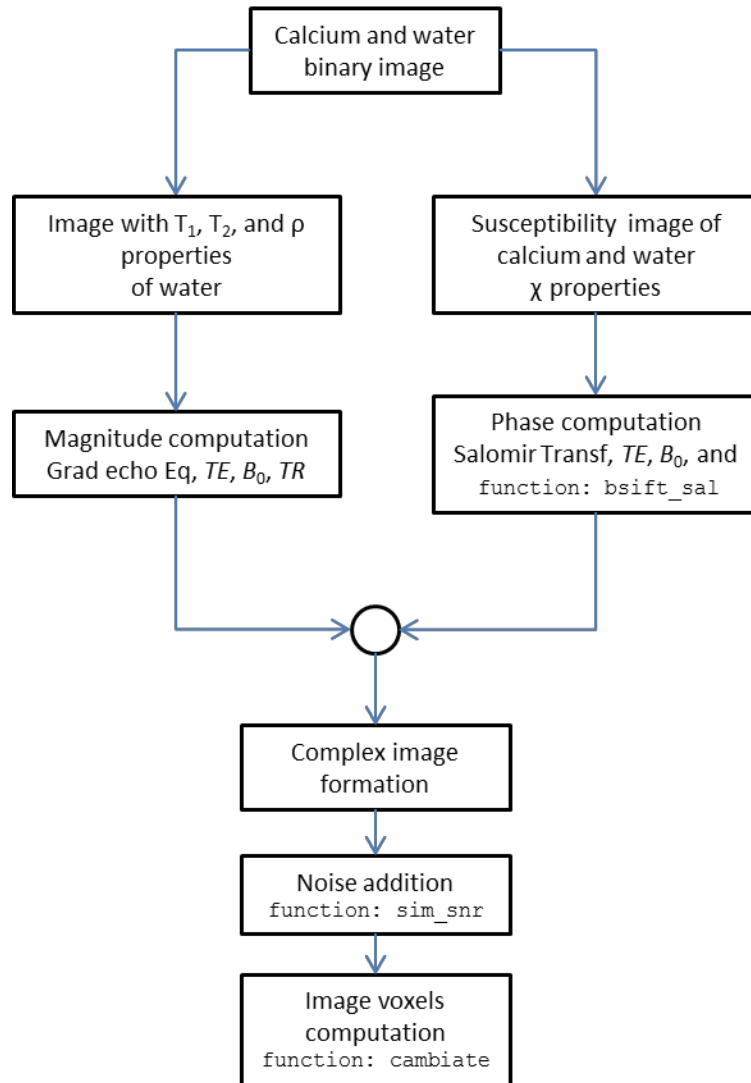 Calcium and water
binary image
Image with T₁, T₂, and ρ
properties
of water
Susceptibility image of
calcium and water
χ properties
Magnitude computation
Grad echo Eq, TE, B₀, TR
Phase computation
Salomir Transf, TE, B₀, and
function: bsift_sal
Complex image
formation
Noise addition
function: sim_snr
Image voxels
computation
function: cambiate